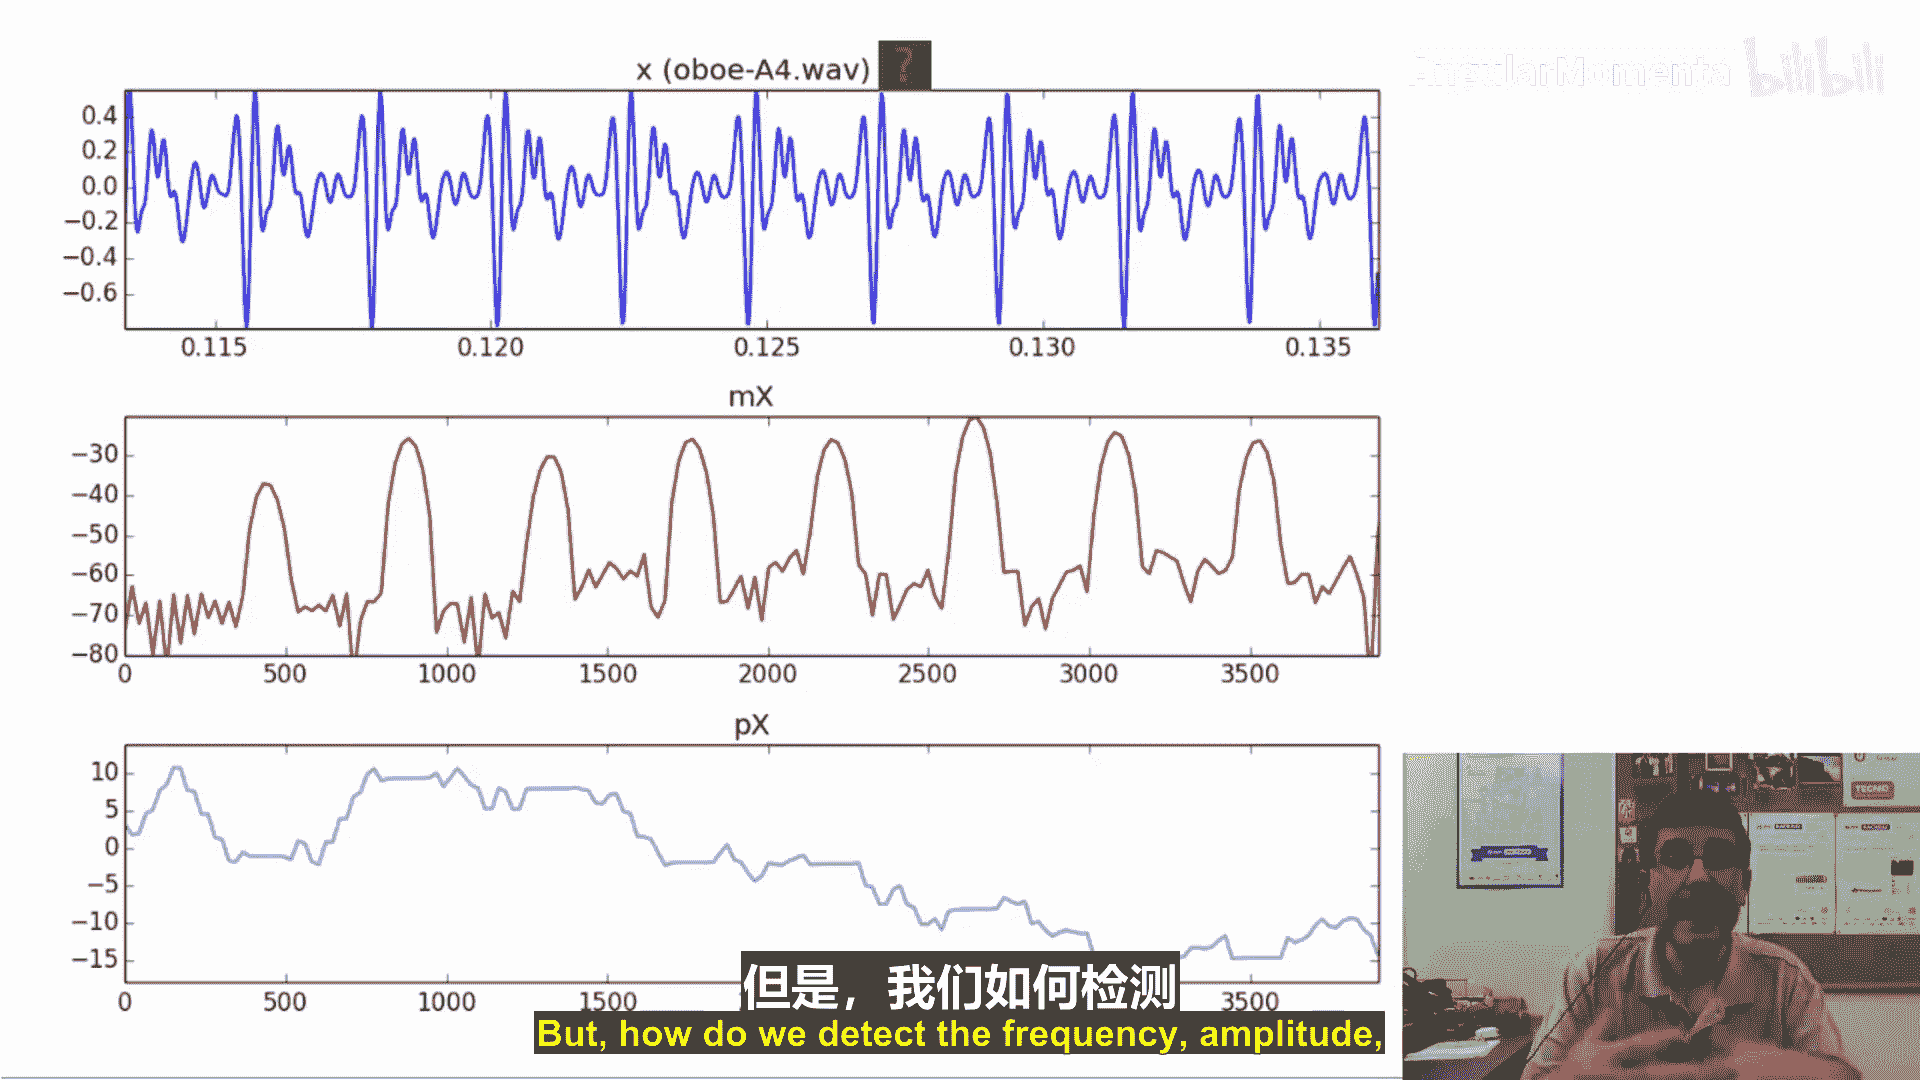 x (oboe-A4.wav) ?
AngularMomenta bilibili
0.4
0.2
0.0
−0.2
−0.4
−0.6
0.115 0.120 0.125 0.130 0.135
mX
−30
−40
−50
−60
−70
−80
0 500 1000 1500 2000 2500 3000 3500
pX
10
5
0
−5
−10
−15
0 500 1000 1500 3500
TECNO
但是，我们如何检测
But, how do we detect the frequency, amplitude,